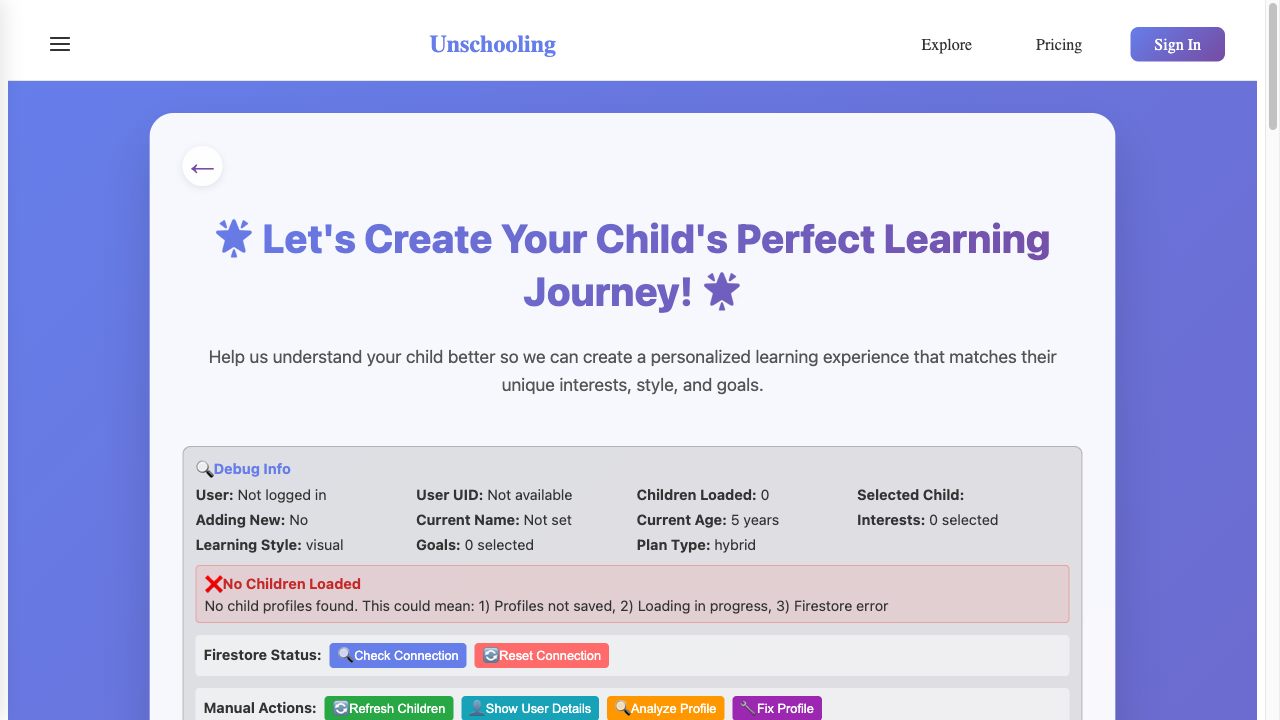 Unschooling
Explore
Pricing
Sign In
←
🌟 Let's Create Your Child's Perfect Learning
Journey! 🌟
Help us understand your child better so we can create a personalized learning experience that matches their
unique interests, style, and goals.
🔍Debug Info
User: Not logged in
User UID: Not available
Children Loaded: 0
Selected Child:
Adding New: No
Current Name: Not set
Current Age: 5 years
Interests: 0 selected
Learning Style: visual
Goals: 0 selected
Plan Type: hybrid
❌No Children Loaded
No child profiles found. This could mean: 1) Profiles not saved, 2) Loading in progress, 3) Firestore error
Firestore Status: 🔍Check Connection 🔄Reset Connection
Manual Actions: 🔄Refresh Children 👤Show User Details 🔍Analyze Profile 🔧Fix Profile